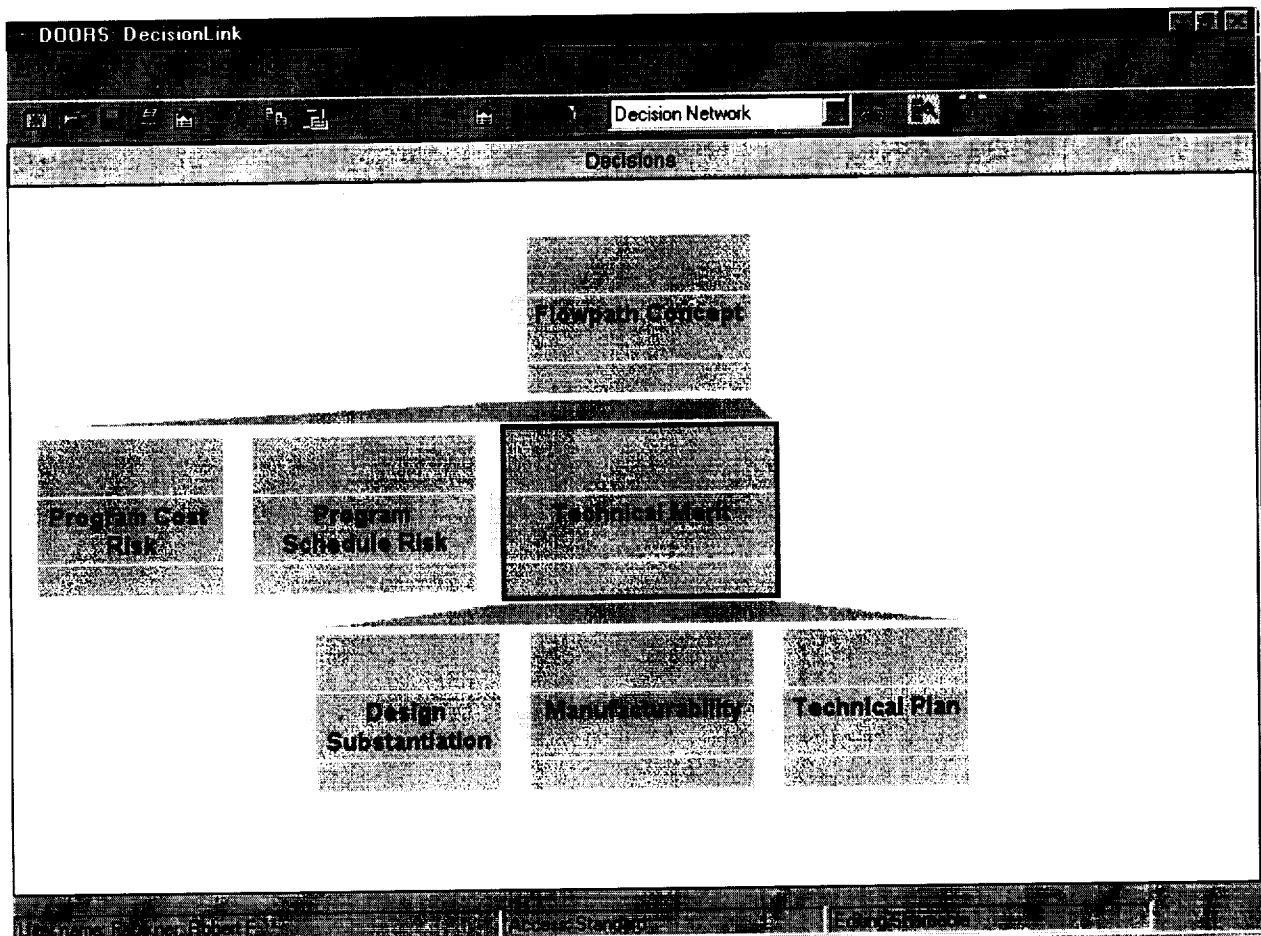 DOORS: DecisionLink
Decision Network
Decisions
Flowpath Concept
Program Cost
Risk
Program
Schedule Risk
Technical Merit
Design
Substantiation
Manufacturability
Technical Plan